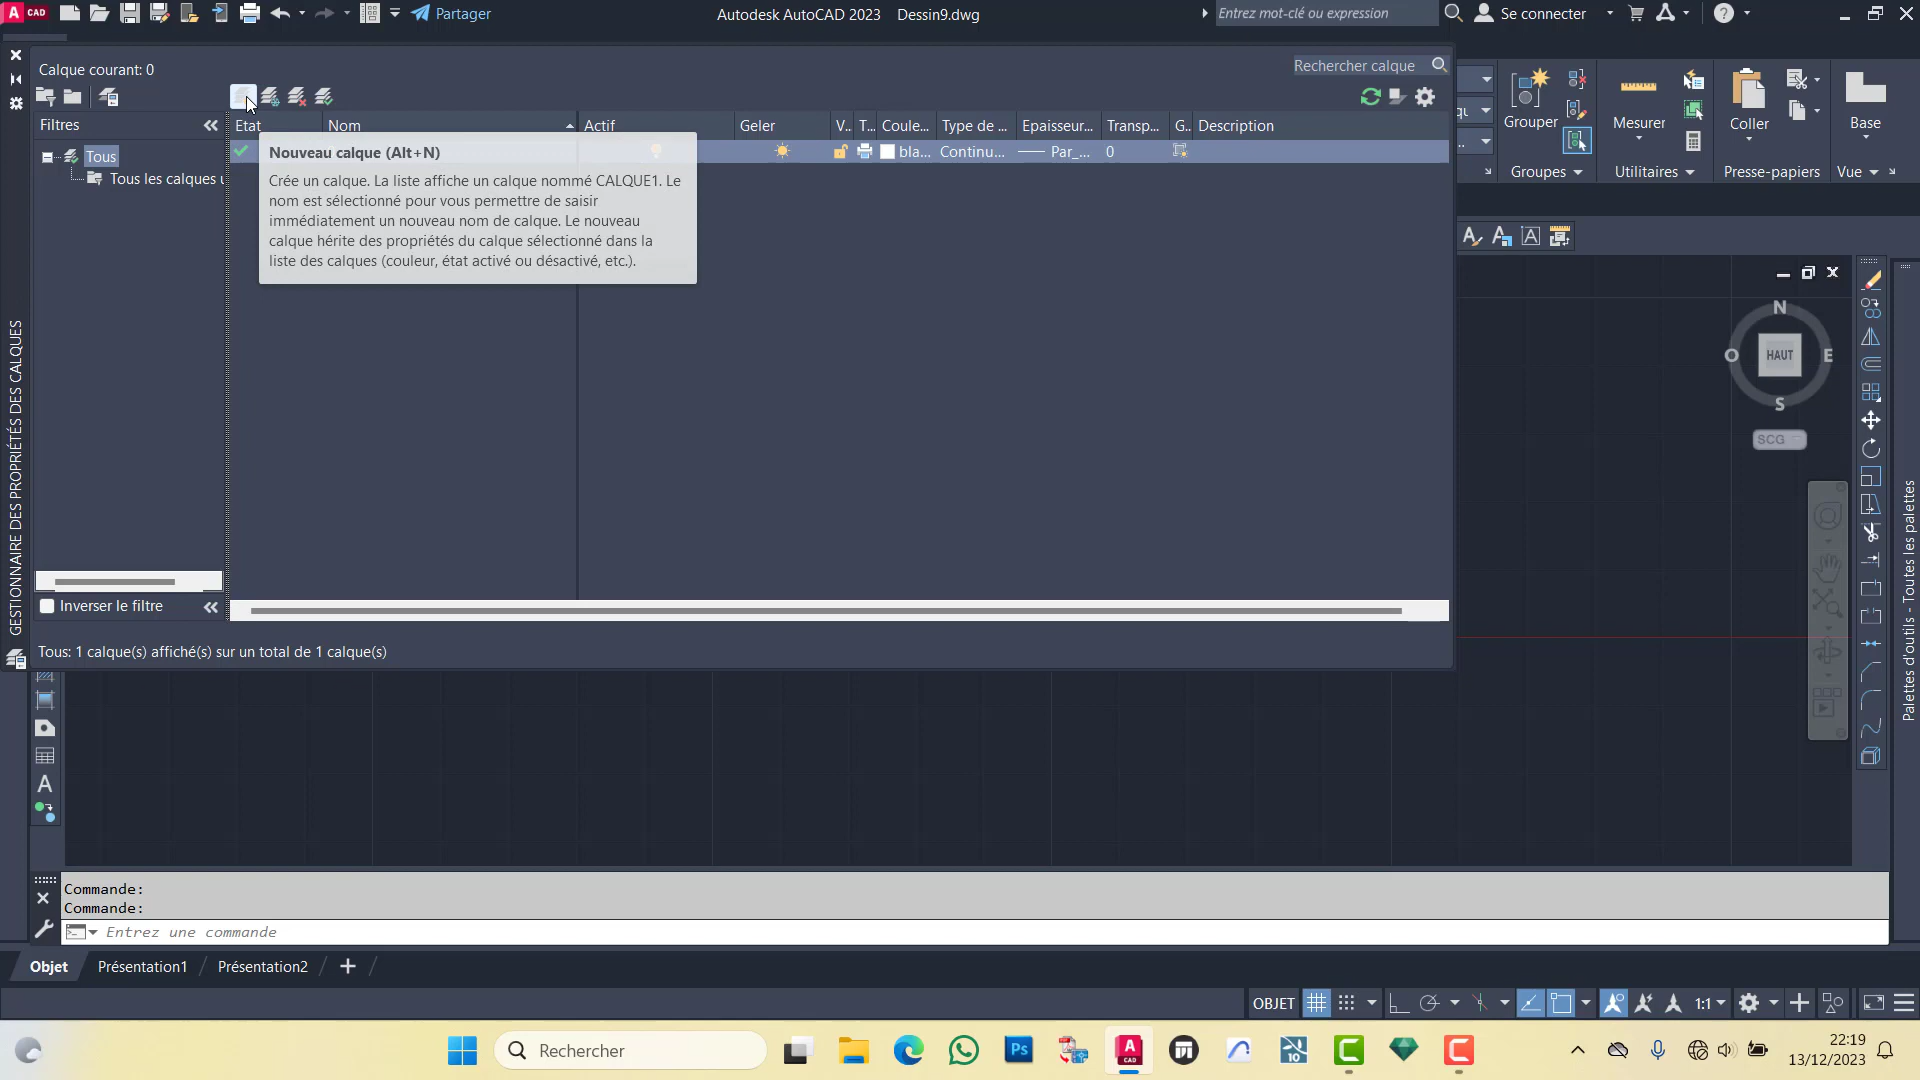 A CAD
Partager
Autodesk AutoCAD 2023 Dessin9.dwg
Entrez mot-clé ou expression
Se connecter
Calque courant: 0
Rechercher calque
Filtres
Etat
Nom
Actif
Geler
V..
T...
Coule...
Type de ...
Epaisseur...
Transp...
G..
Description
Tous
Tous les calques u
bla...
Continu...
Par_...
0
Nouveau calque (Alt+N)
Crée un calque. La liste affiche un calque nommé CALQUE1. Le
nom est sélectionné pour vous permettre de saisir
immédiatement un nouveau nom de calque. Le nouveau
calque hérite des propriétés du calque sélectionné dans la
liste des calques (couleur, état activé ou désactivé, etc.).
Grouper
Mesurer
Coller
Base
Groupes
Utilitaires
Presse-papiers
Vue
N
O
HAUT
E
S
SCG
GESTIONNAIRE DES PROPRIÉTÉS DES CALQUES
Palettes d'outils - Toutes les palettes
Inverser le filtre
Tous: 1 calque(s) affiché(s) sur un total de 1 calque(s)
A
Commande:
Commande:
Entrez une commande
Objet
Présentation1
Présentation2
OBJET
1:1
Rechercher
Ps
A CAD
10
22:19
13/12/2023